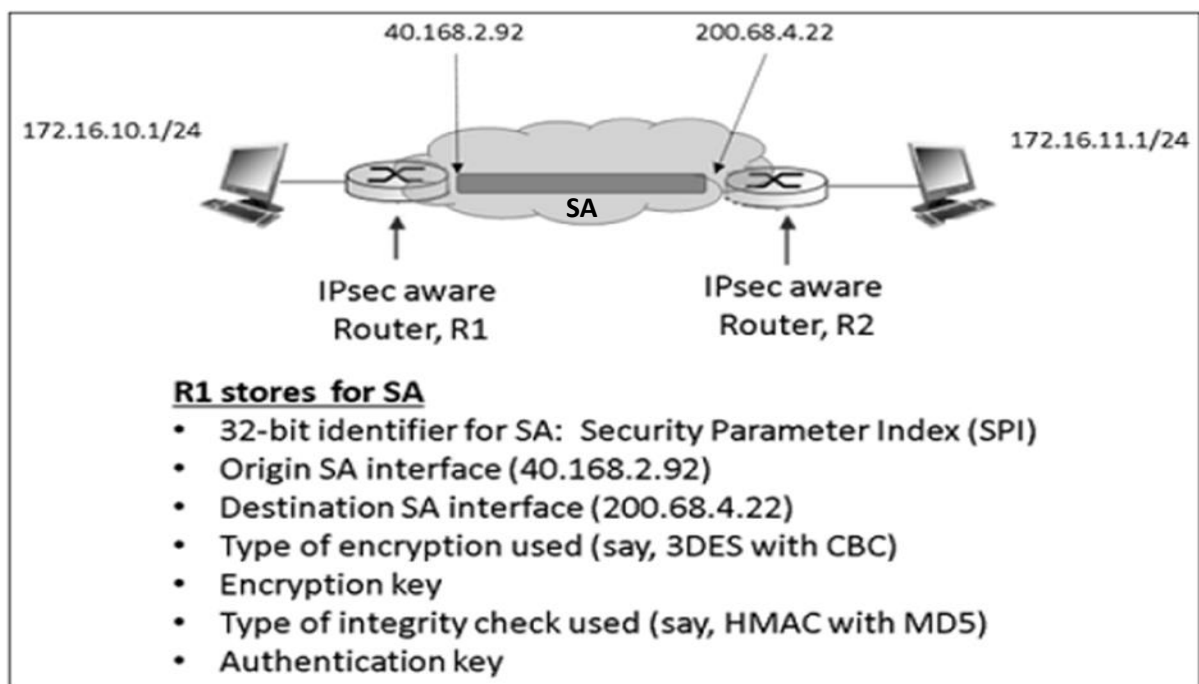 40.168.2.92 200.68.4.22
172.16.10.1/24 172.16.11.1/24
SA
IPsec aware IPsec aware
Router, R1 Router, R2
R1 stores for SA
• 32-bit identifier for SA: Security Parameter Index (SPI)
• Origin SA interface (40.168.2.92)
• Destination SA interface (200.68.4.22)
• Type of encryption used (say, 3DES with CBC)
• Encryption key
• Type of integrity check used (say, HMAC with MD5)
• Authentication key